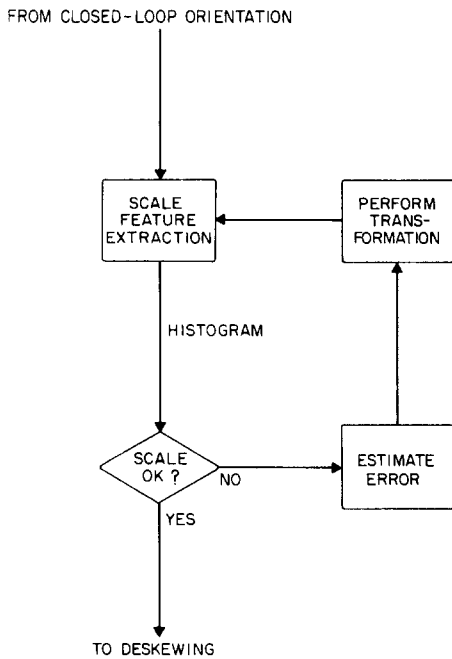 FROM CLOSED-LOOP ORIENTATION
SCALE
FEATURE
EXTRACTION
PERFORM
TRANS-
FORMATION
HISTOGRAM
SCALE
OK ?
NO
ESTIMATE
ERROR
YES
TO DESKEWING